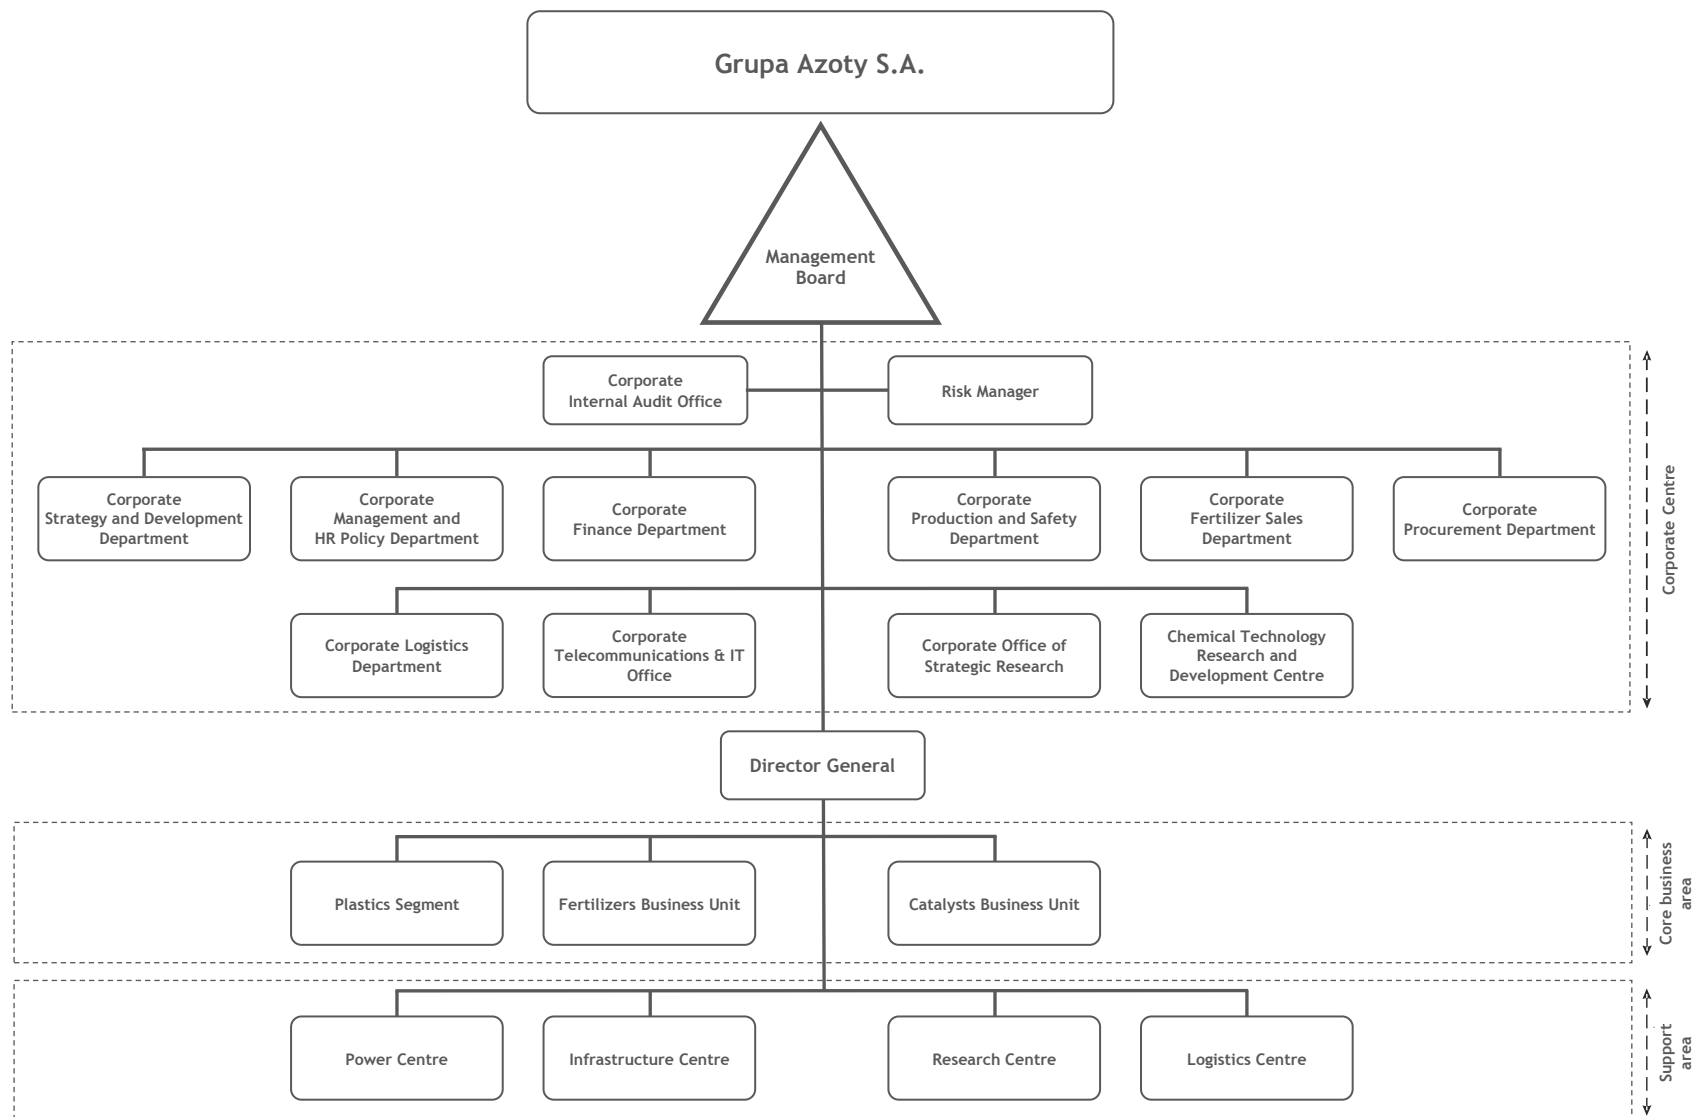 Grupa Azoty S.A.
Management
Board
Corporate
Internal Audit Office
Risk Manager
Corporate
Strategy and Development
Department
Corporate
Management and
HR Policy Department
Corporate
Finance Department
Corporate
Production and Safety
Department
Corporate
Fertilizer Sales
Department
Corporate
Procurement Department
Corporate Logistics
Department
Corporate
Telecommunications & IT
Office
Corporate Office of
Strategic Research
Chemical Technology
Research and
Development Centre
Corporate Centre
Director General
Plastics Segment
Fertilizers Business Unit
Catalysts Business Unit
Core business
area
Power Centre
Infrastructure Centre
Research Centre
Logistics Centre
Support
area